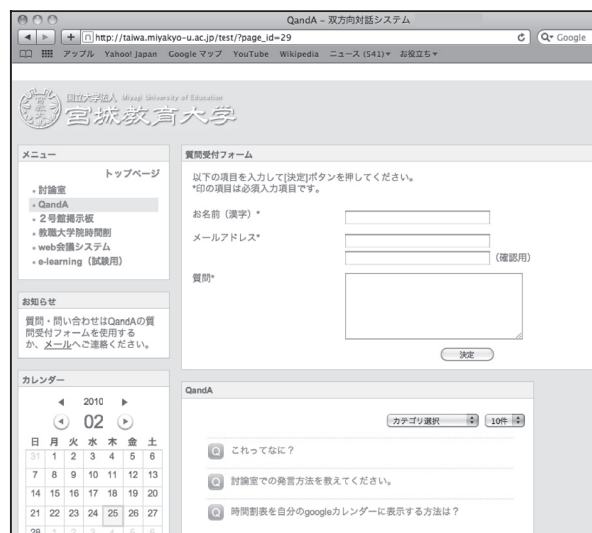 QandA – 双方向対話システム
http://taiwa.miyakyo-u.ac.jp/test/?page_id=29
Google
アップル Yahoo! Japan Google マップ YouTube Wikipedia ニュース (541)▼ お役立ち▼
国立大学法人 Miyagi University of Education
宮城教育大学
メニュー
トップページ
討論室
QandA
２号館掲示板
教職大学院時間割
web会議システム
e-learning（試験用）
お知らせ
質問・問い合わせはQandAの質
問受付フォームを使用する
か、メールへご連絡ください。
カレンダー
2010
02
日 月 火 水 木 金 土
31 1 2 3 4 5 6
7 8 9 10 11 12 13
14 15 16 17 18 19 20
21 22 23 24 25 26 27
28 1 2 3 4 5 6
質問受付フォーム
以下の項目を入力して[決定]ボタンを押してください。
*印の項目は必須入力項目です。
お名前（漢字）*
メールアドレス*
（確認用）
質問*
決定
QandA
カテゴリ選択 10件
Q これってなに？
Q 討論室での発言方法を教えてください。
Q 時間割表を自分のgoogleカレンダーに表示する方法は？